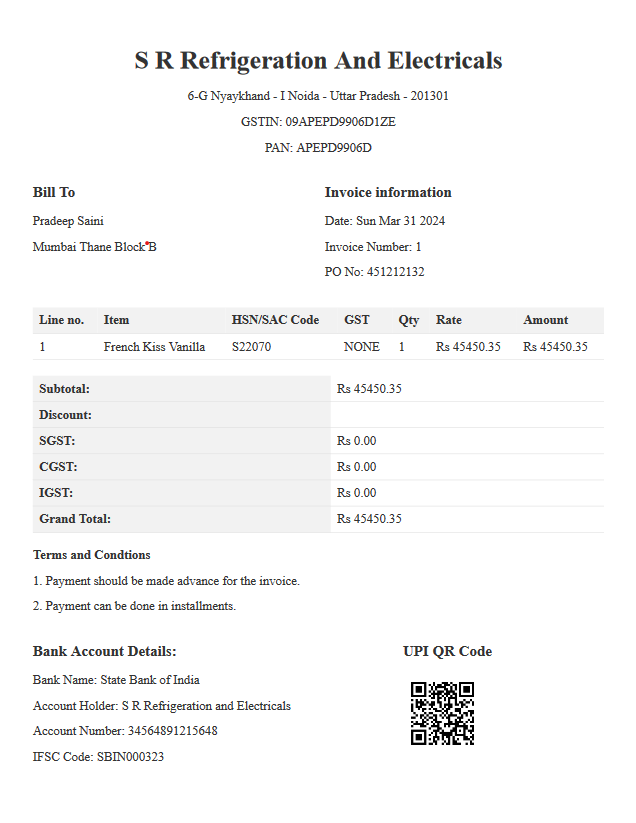 S R Refrigeration And Electricals
6-G Nyaykhand - I Noida - Uttar Pradesh - 201301
GSTIN: 09APEPD9906D1ZE
PAN: APEPD9906D
Bill To
Pradeep Saini
Mumbai Thane Block B
Invoice information
Date: Sun Mar 31 2024
Invoice Number: 1
PO No: 451212132
Line no. Item HSN/SAC Code GST Qty Rate Amount
1 French Kiss Vanilla S22070 NONE 1 Rs 45450.35 Rs 45450.35
Subtotal: Rs 45450.35
Discount:
SGST: Rs 0.00
CGST: Rs 0.00
IGST: Rs 0.00
Grand Total: Rs 45450.35
Terms and Condtions
1. Payment should be made advance for the invoice.
2. Payment can be done in installments.
Bank Account Details:
Bank Name: State Bank of India
Account Holder: S R Refrigeration and Electricals
Account Number: 34564891215648
IFSC Code: SBIN000323
UPI QR Code